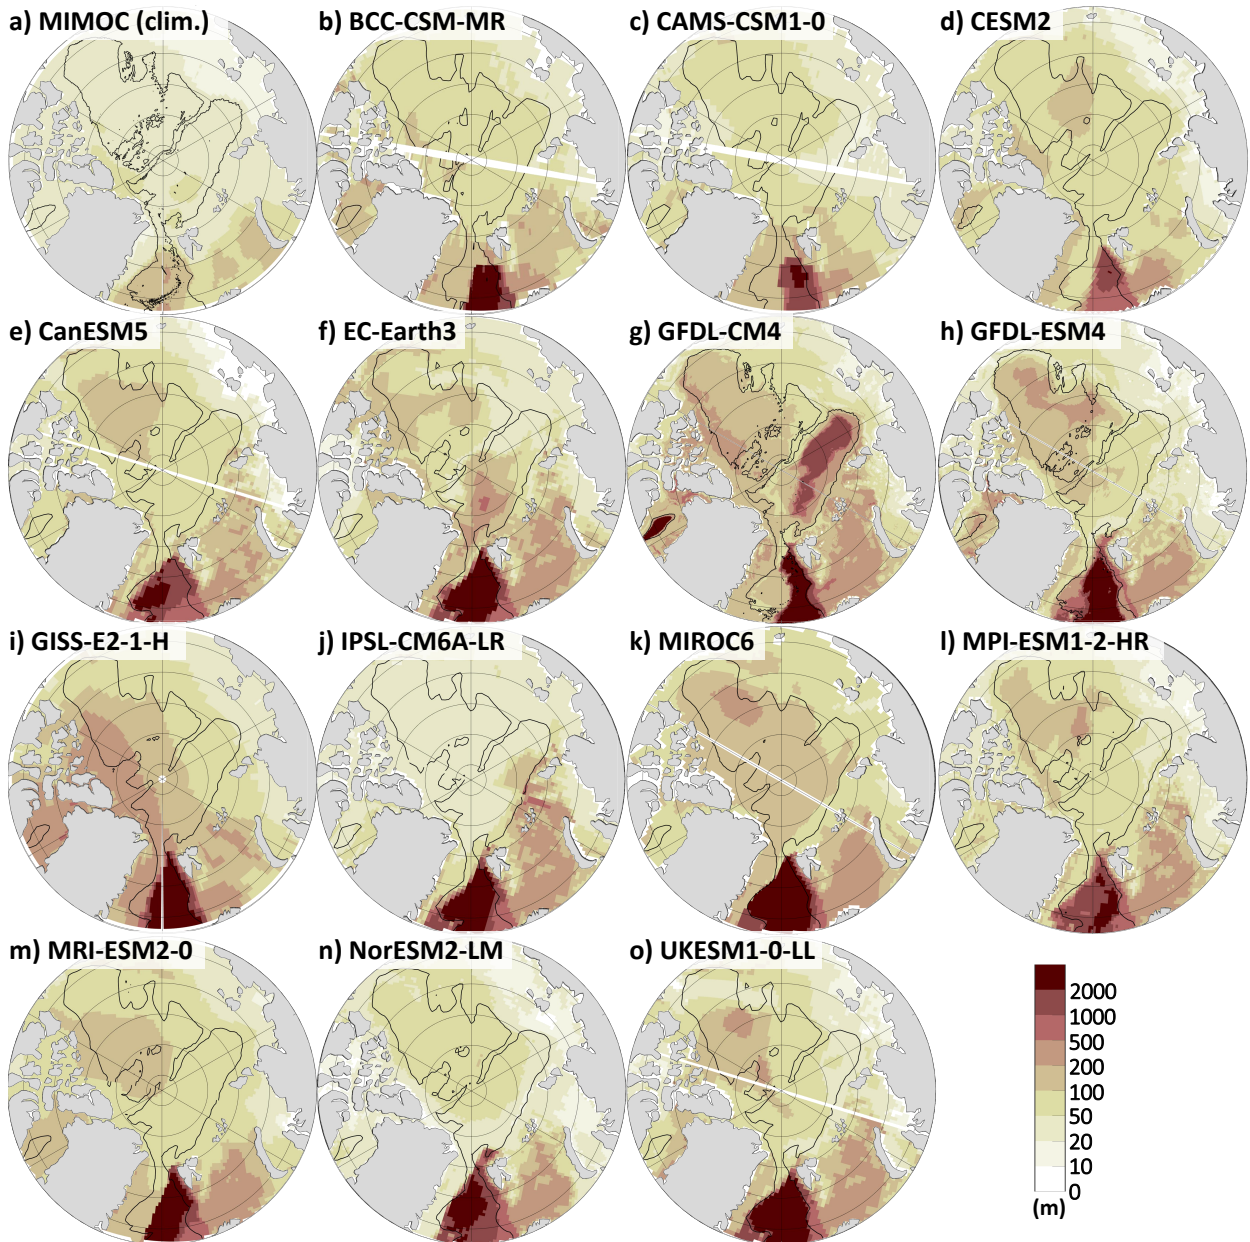 a) MIMOC (clim.)
b) BCC-CSM-MR
c) CAMS-CSM1-0
d) CESM2
e) CanESM5
f) EC-Earth3
g) GFDL-CM4
h) GFDL-ESM4
i) GISS-E2-1-H
j) IPSL-CM6A-LR
k) MIROC6
l) MPI-ESM1-2-HR
m) MRI-ESM2-0
n) NorESM2-LM
o) UKESM1-0-LL
2000
1000
500
200
100
50
20
10
0
(m)